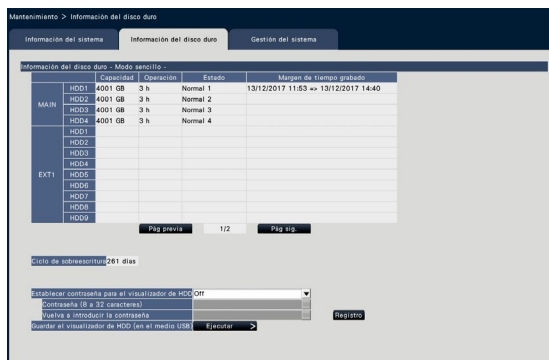 Mantenimiento > Información del disco duro
Información del sistema Información del disco duro Gestión del sistema
Información del disco duro - Modo sencillo -
Capacidad Operación Estado Margen de tiempo grabado
MAIN
HDD1 4001 GB 3 h Normal 1 13/12/2017 11:53 => 13/12/2017 14:40
HDD2 4001 GB 3 h Normal 2
HDD3 4001 GB 3 h Normal 3
HDD4 4001 GB 3 h Normal 4
EXT1
HDD1
HDD2
HDD3
HDD4
HDD5
HDD6
HDD7
HDD8
HDD9
Pág previa 1/2 Pág sig.
Ciclo de sobreescritura 261 días
Establecer contraseña para el visualizador de HDD Off
Contraseña (8 a 32 caracteres)
Vuelva a introducir la contraseña Registro
Guardar el visualizador de HDD (en el medio USB) Ejecutar >